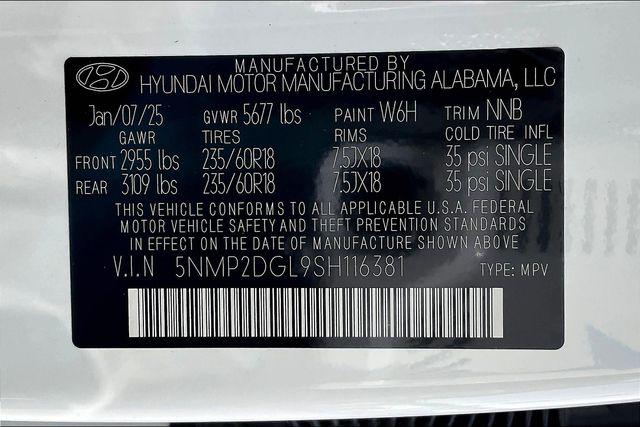 MANUFACTURED BY
HYUNDAI MOTOR MANUFACTURING ALABAMA, LLC
Jan/07/25 GVWR 5677 lbs PAINT W6H TRIM NNB
GAWR TIRES RIMS COLD TIRE INFL
FRONT 2955 lbs 235/60R18 7.5JX18 35 psi SINGLE
REAR 3109 lbs 235/60R18 7.5JX18 35 psi SINGLE
THIS VEHICLE CONFORMS TO ALL APPLICABLE U.S.A. FEDERAL
MOTOR VEHICLE SAFETY AND THEFT PREVENTION STANDARDS
IN EFFECT ON THE DATE OF MANUFACTURE SHOWN ABOVE
V.I.N 5NMP2DGL9SH116381 TYPE: MPV